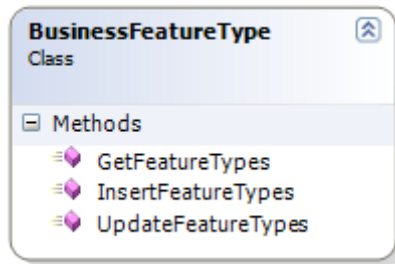 BusinessFeatureType
Class
Methods
GetFeatureTypes
InsertFeatureTypes
UpdateFeatureTypes